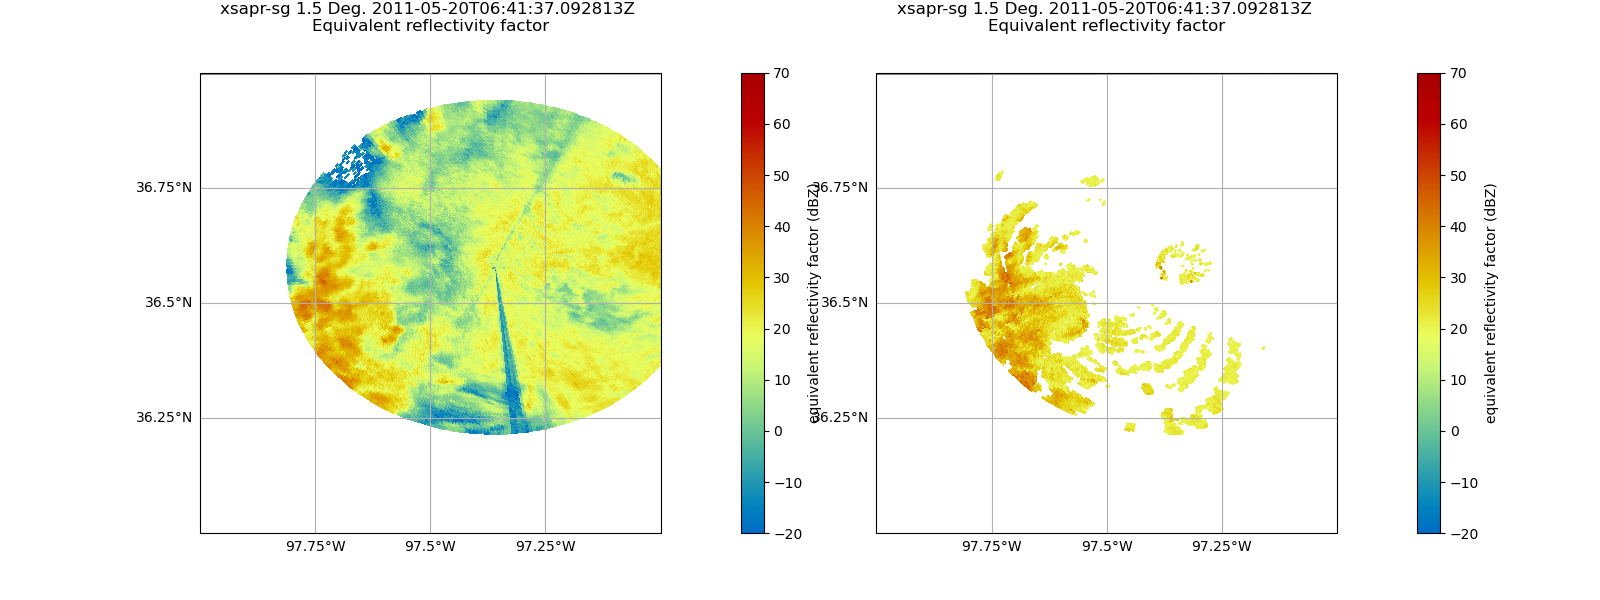 xsapr-sg 1.5 Deg. 2011-05-20T06:41:37.092813Z
Equivalent reflectivity factor
36.75°N
36.5°N
36.25°N
97.75°W 97.5°W 97.25°W
70
60
50
40
30
20
10
0
−10
−20
equivalent reflectivity factor (dBZ)
xsapr-sg 1.5 Deg. 2011-05-20T06:41:37.092813Z
Equivalent reflectivity factor
36.75°N
36.5°N
36.25°N
97.75°W 97.5°W 97.25°W
70
60
50
40
30
20
10
0
−10
−20
equivalent reflectivity factor (dBZ)